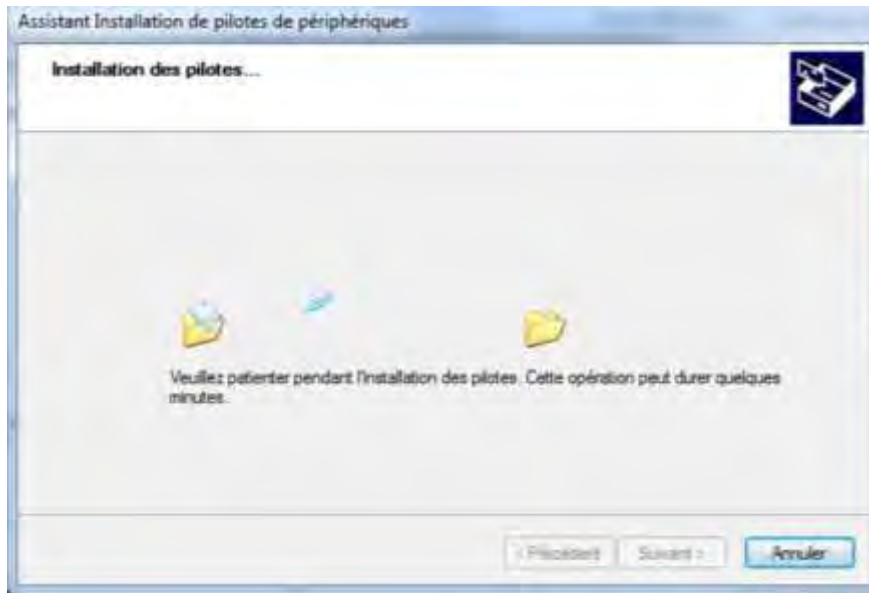 Assistant Installation de pilotes de périphériques
Installation des pilotes...
Veuillez patienter pendant l'installation des pilotes. Cette opération peut durer quelques
minutes.
< Précédent Suivant > Annuler